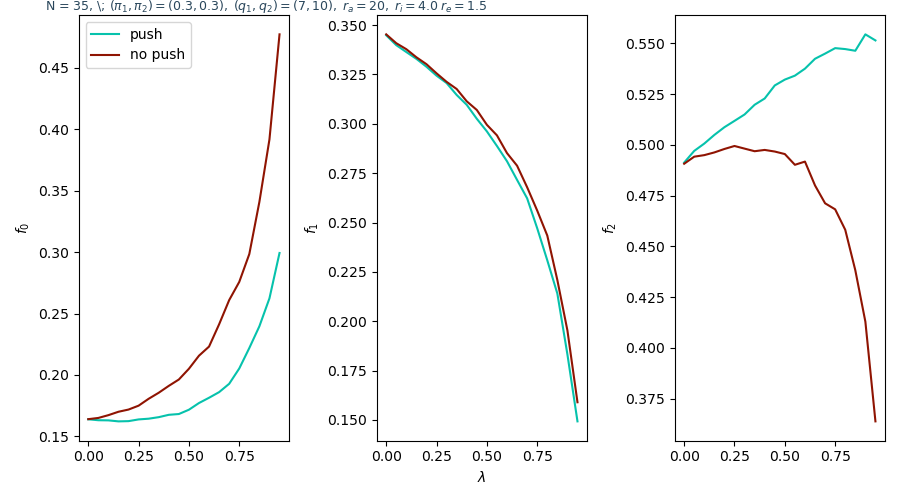 N = 35, \; (π₁, π₂) = (0.3, 0.3), (q₁, q₂) = (7, 10), rₐ = 20, rᵢ = 4.0 rₑ = 1.5
push
no push
0.45
0.40
0.35
0.30
0.25
0.20
0.15
f₀
0.00 0.25 0.50 0.75
0.350
0.325
0.300
0.275
0.250
0.225
0.200
0.175
0.150
f₁
0.00 0.25 0.50 0.75
λ
0.550
0.525
0.500
0.475
0.450
0.425
0.400
0.375
f₂
0.00 0.25 0.50 0.75